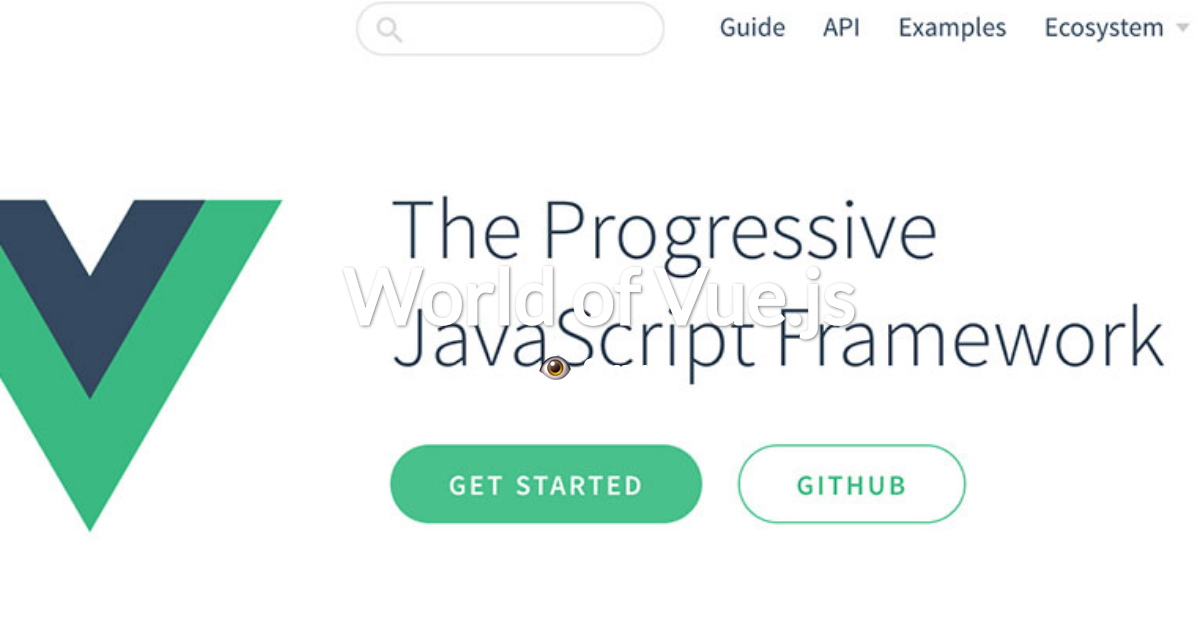 Guide API Examples Ecosystem
The Progressive
World of Vue.js
JavaScript Framework
GET STARTED GITHUB